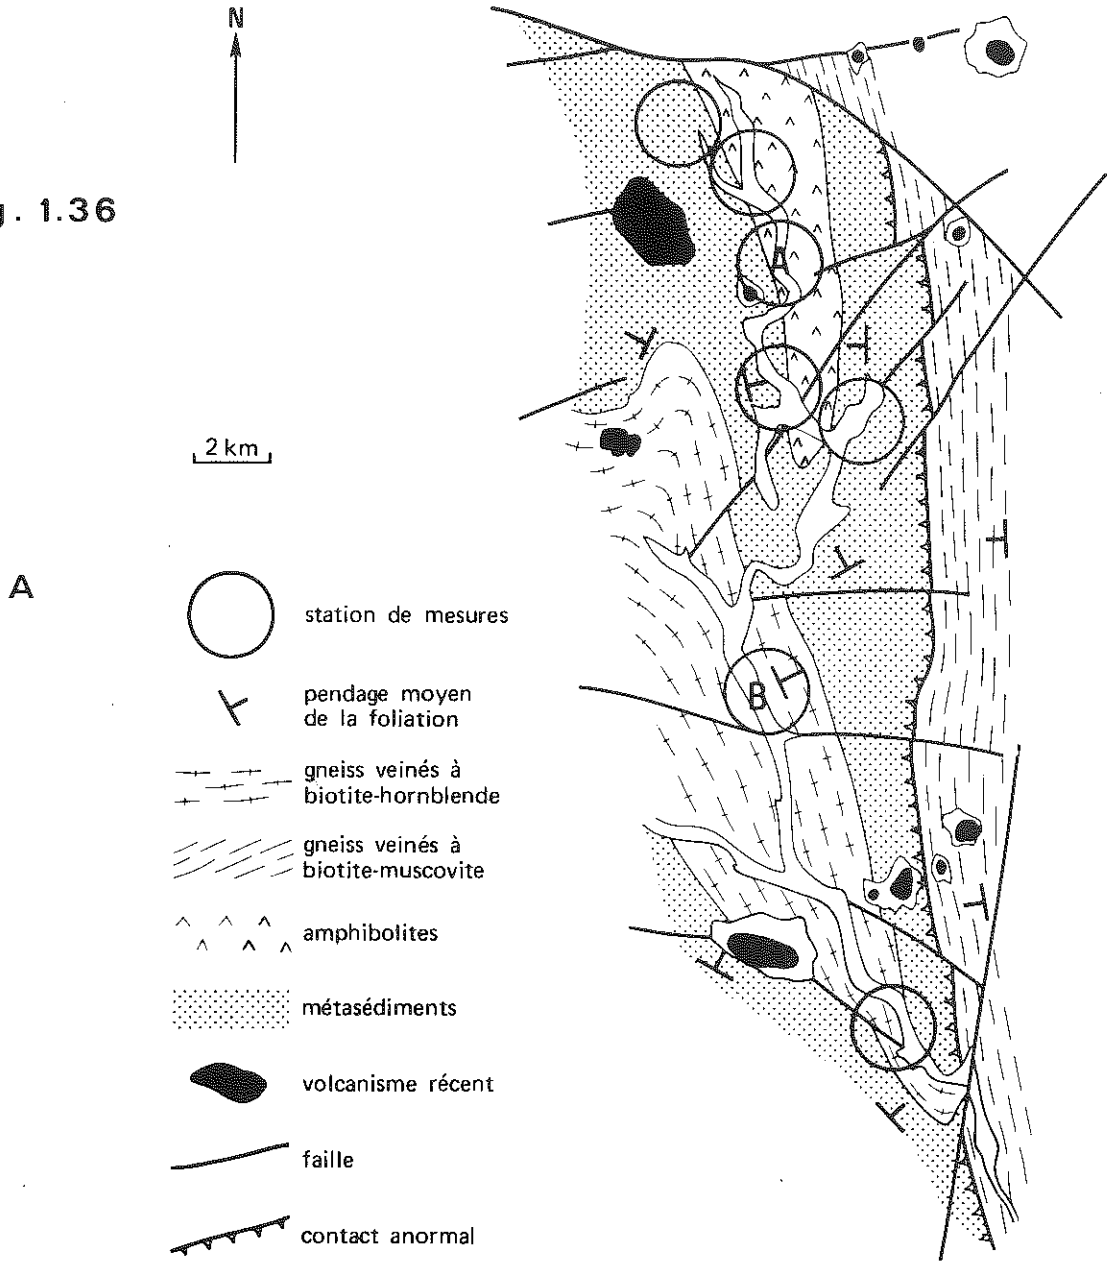 N
g. 1.36
2 km
A
A
B
station de mesures
pendage moyen
de la foliation
gneiss veinés à
biotite-hornblende
gneiss veinés à
biotite-muscovite
amphibolites
métasédiments
volcanisme récent
faille
contact anormal